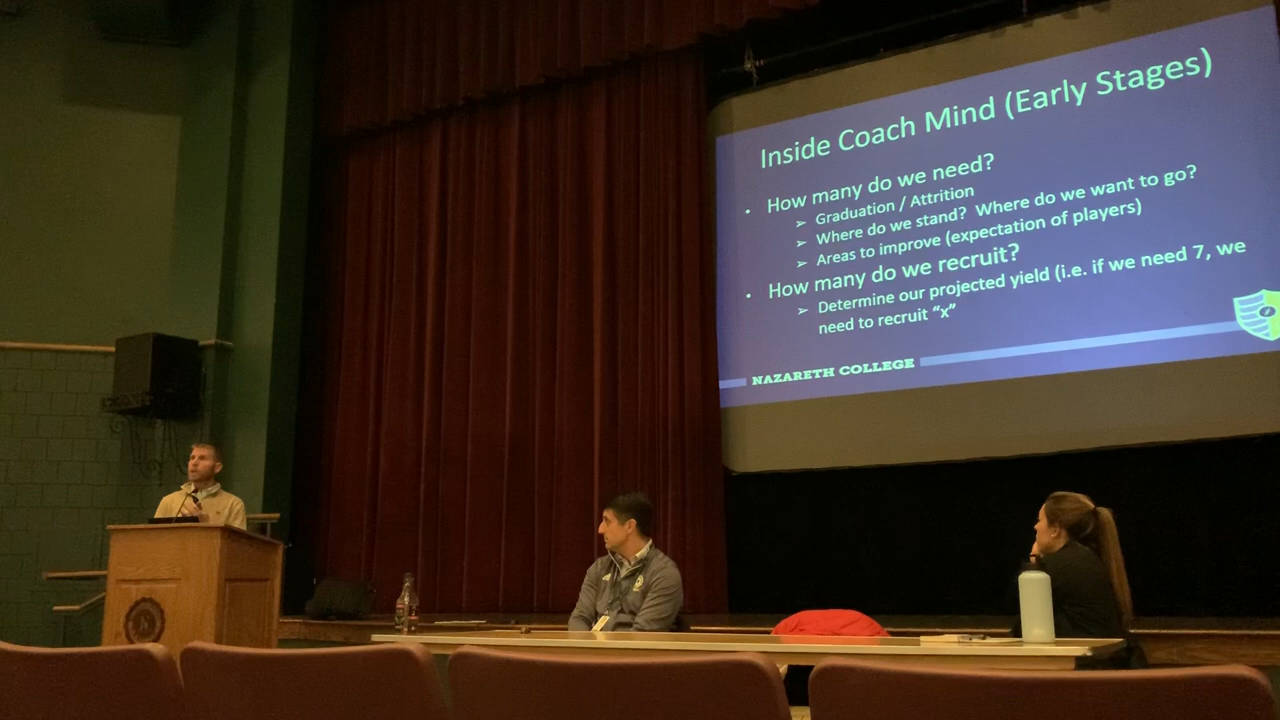 Inside Coach Mind (Early Stages)
• How many do we need?
➢ Graduation / Attrition
➢ Where do we stand? Where do we want to go?
➢ Areas to improve (expectation of players)
• How many do we recruit?
➢ Determine our projected yield (i.e. if we need 7, we
need to recruit "x"
NAZARETH COLLEGE